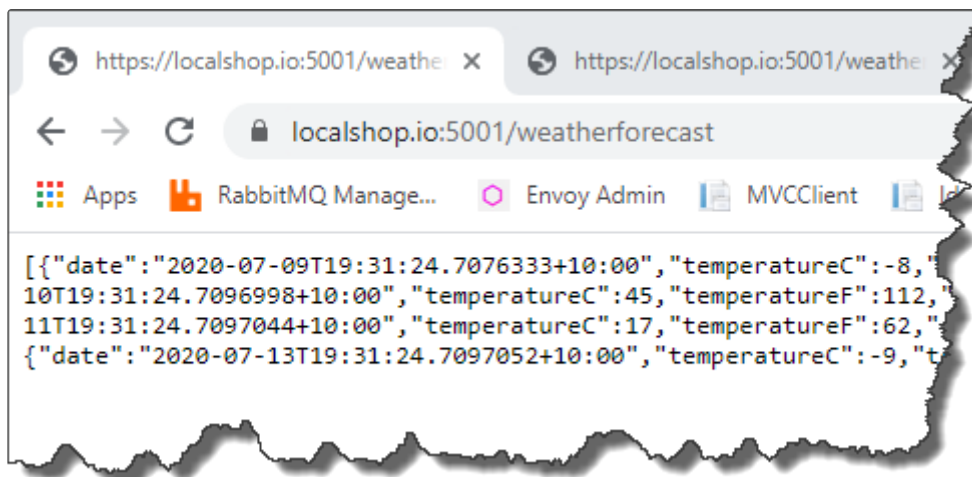 https://localshop.io:5001/weathe https://localshop.io:5001/weathe
localshop.io:5001/weatherforecast
Apps RabbitMQ Manage... Envoy Admin MVCClient
[{"date":"2020-07-09T19:31:24.7076333+10:00","temperatureC":-8,"
10T19:31:24.7096998+10:00","temperatureC":45,"temperatureF":112,"
11T19:31:24.7097044+10:00","temperatureC":17,"temperatureF":62,"
{"date":"2020-07-13T19:31:24.7097052+10:00","temperatureC":-9,"t